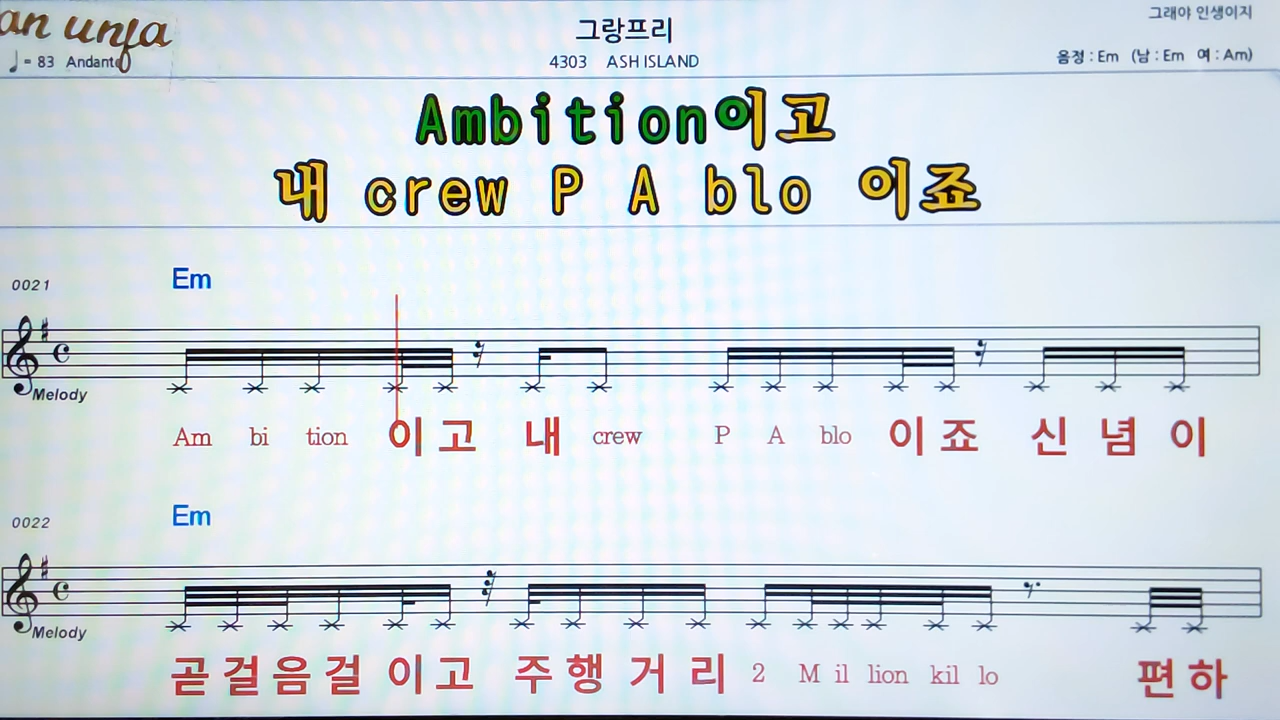 an unfa
그래야 인생이지
그랑프리
♩= 83 Andante
4303 ASH ISLAND
음정 : Em (남 : Em 여 : Am)
Ambition이고
내 crew P A blo 이죠
0021
Em
Melody
Am bi tion 이 고 내 crew P A blo 이 죠 신 념 이
0022
Em
Melody
곧 걸 음 걸 이 고 주 행 거 리 2 M il lion kil lo 편 하